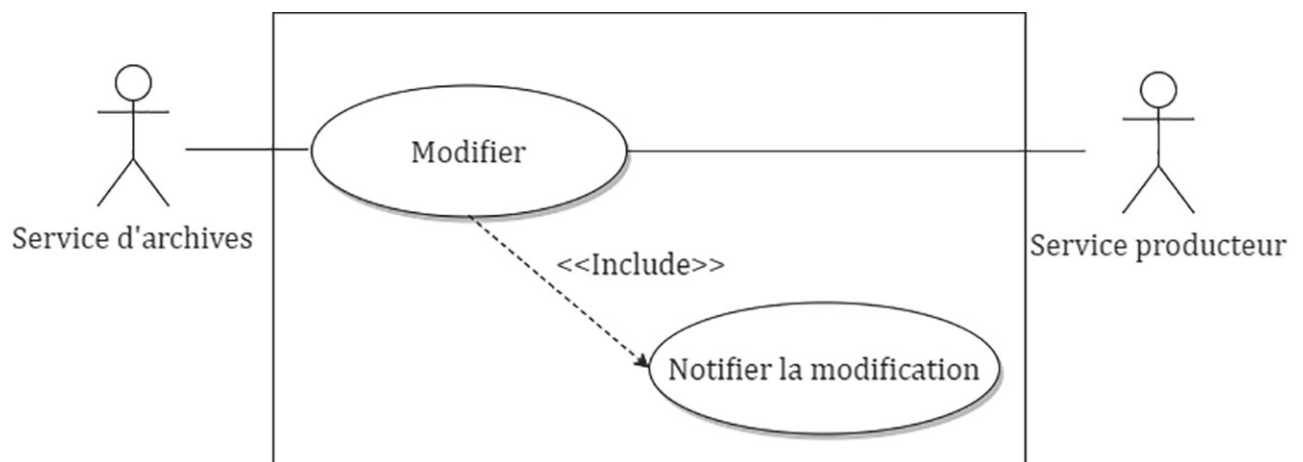 Modifier
Service d'archives
Service producteur
<<Include>>
Notifier la modification